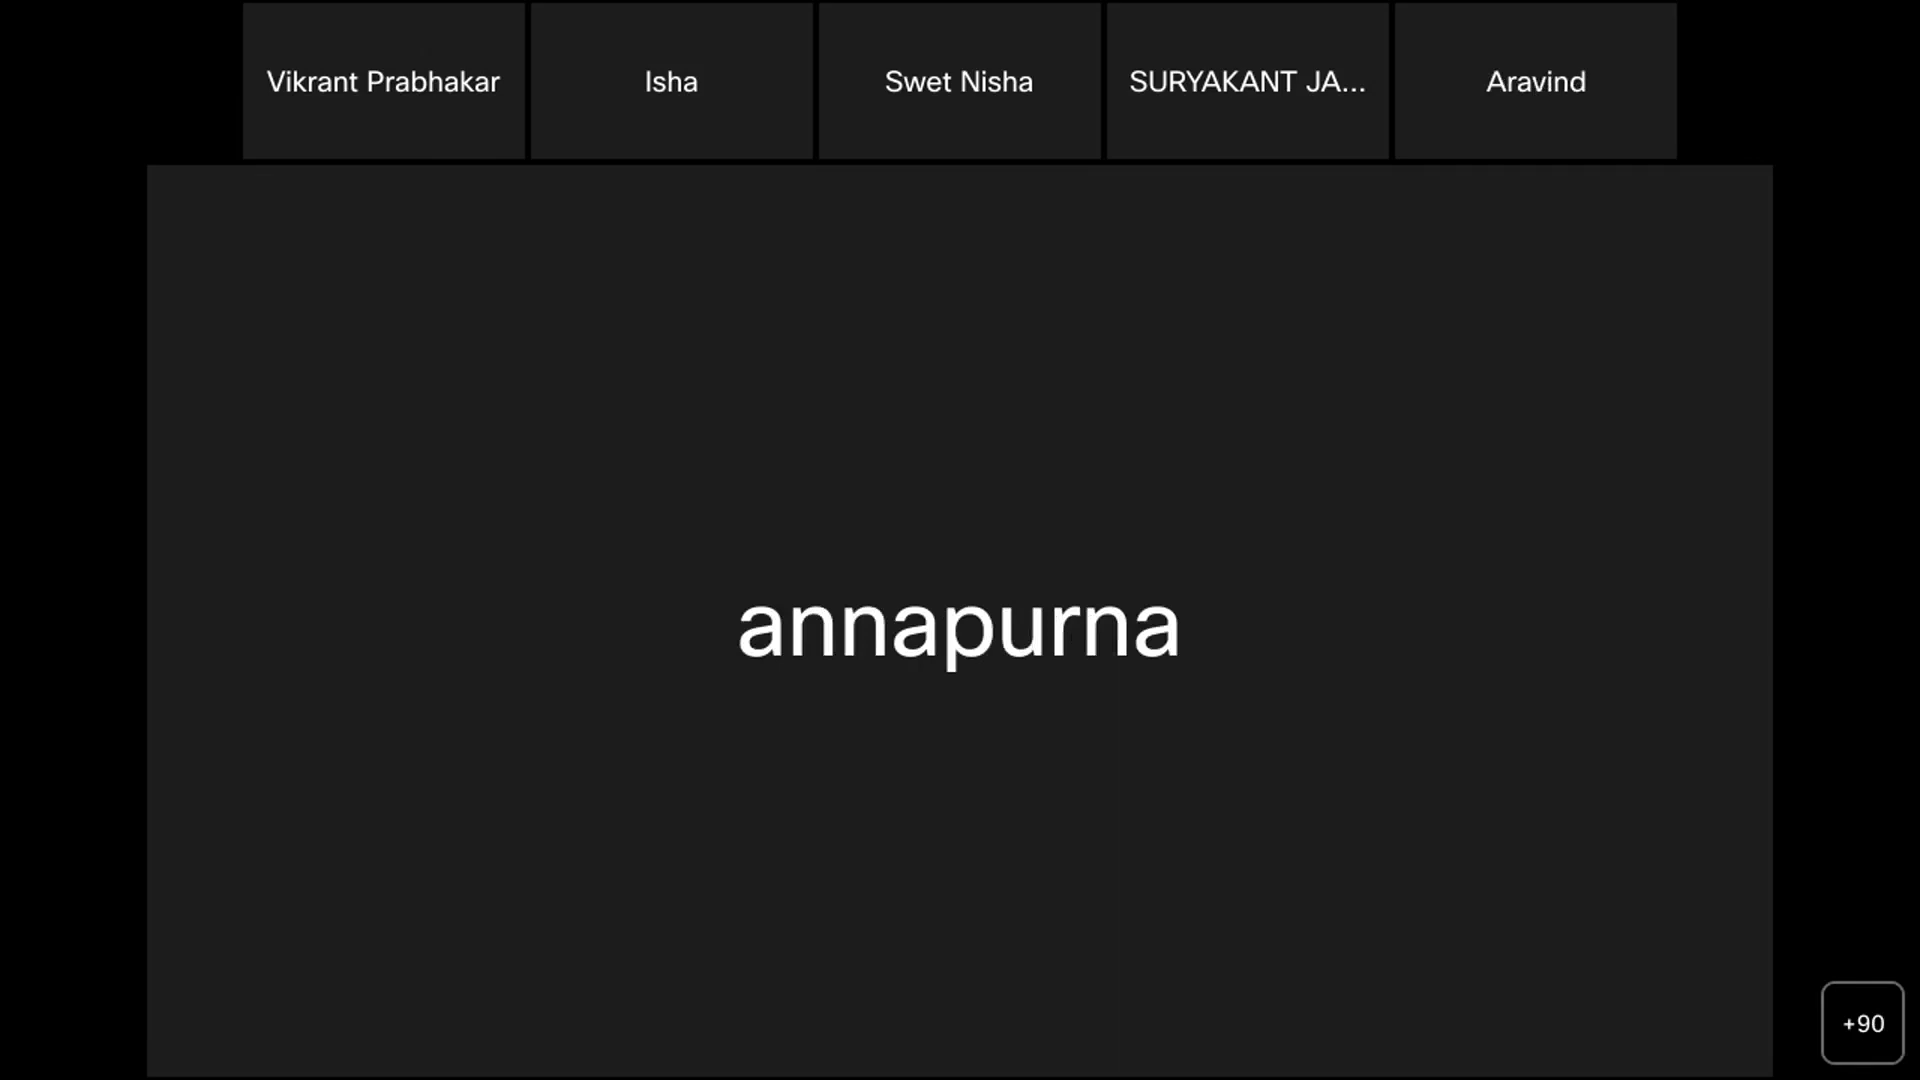 Vikrant Prabhakar
Isha
Swet Nisha
SURYAKANT JA...
Aravind
annapurna
+90